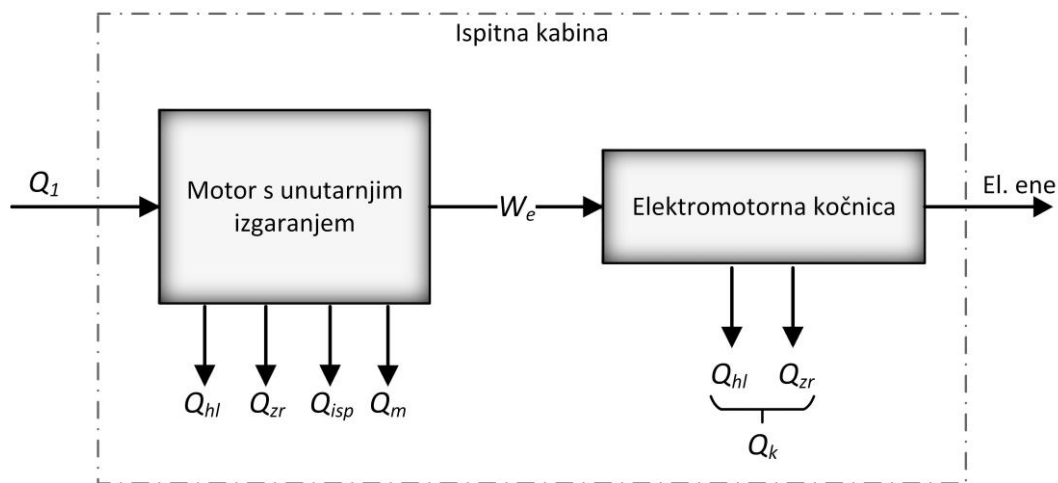 Ispitna kabina
Q1
Motor s unutarnjim
izgaranjem
We
Elektromotorna kočnica
El. ene
Qhl Qzr Qisp Qm
Qhl Qzr
Qk